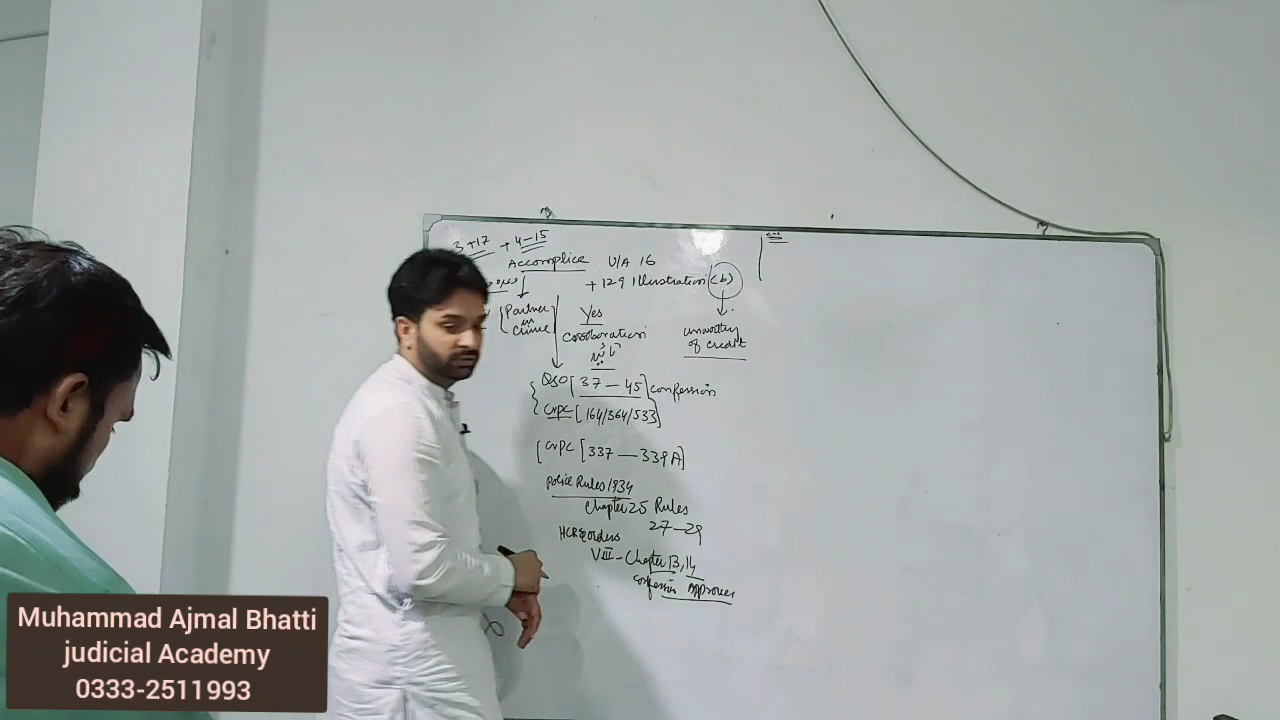 3+17 + 4-15
Accomplice U/A 16
+ 129 Illustration (b)
Partner
in
crime
Yes
corroboration
unworthy
of credit
QSO [37 — 45] confession
CrPC [164/364/533]
[CrPC [337 — 339A]
police Rules 1934
Chapter 25 Rules
27—29
HCR & orders
VIII - Chapter 13, 14
confession Approver
Muhammad Ajmal Bhatti
judicial Academy
0333-2511993